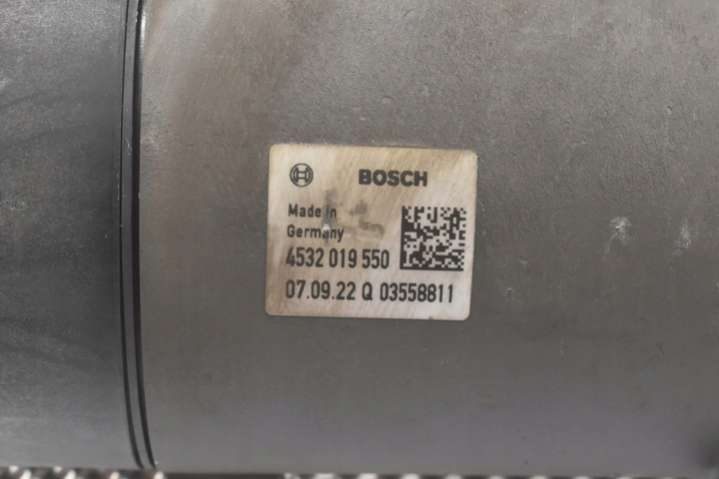 BOSCH
Made in
Germany
4532 019 550
07.09.22 Q 03558811